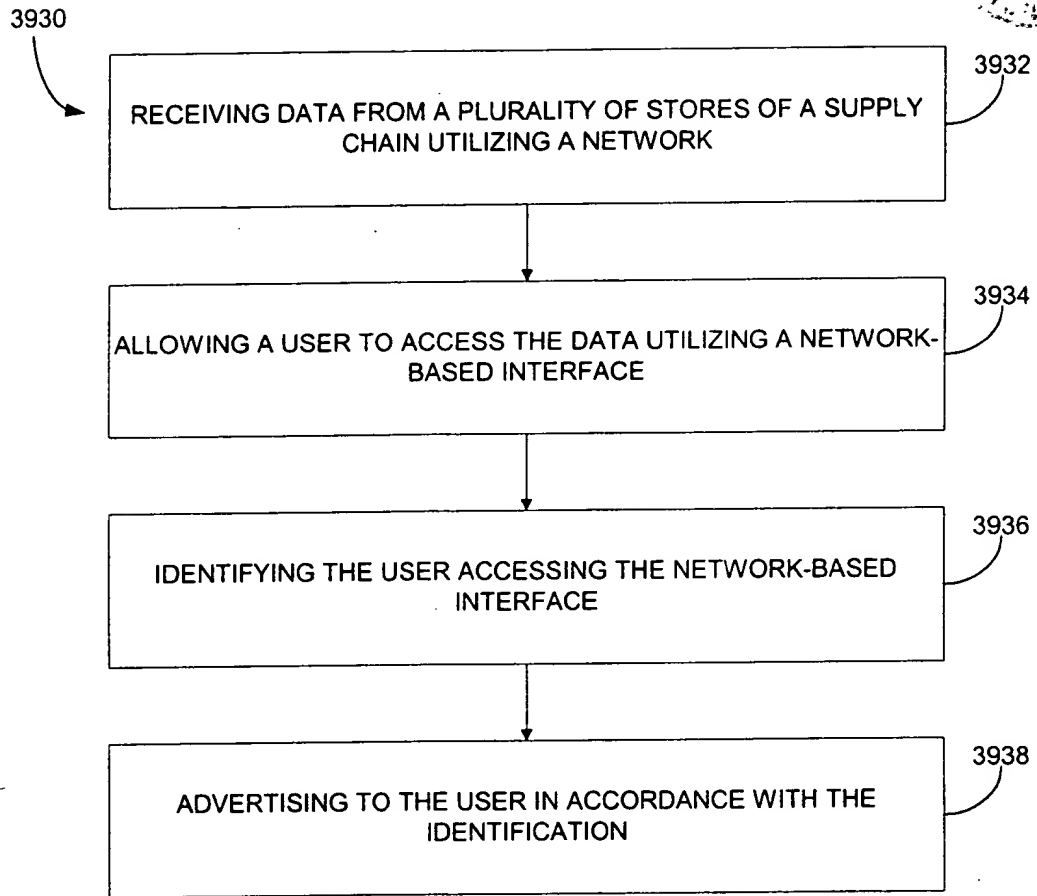 3930
3932
RECEIVING DATA FROM A PLURALITY OF STORES OF A SUPPLY
CHAIN UTILIZING A NETWORK
3934
ALLOWING A USER TO ACCESS THE DATA UTILIZING A NETWORK-
BASED INTERFACE
3936
IDENTIFYING THE USER ACCESSING THE NETWORK-BASED
INTERFACE
3938
ADVERTISING TO THE USER IN ACCORDANCE WITH THE
IDENTIFICATION